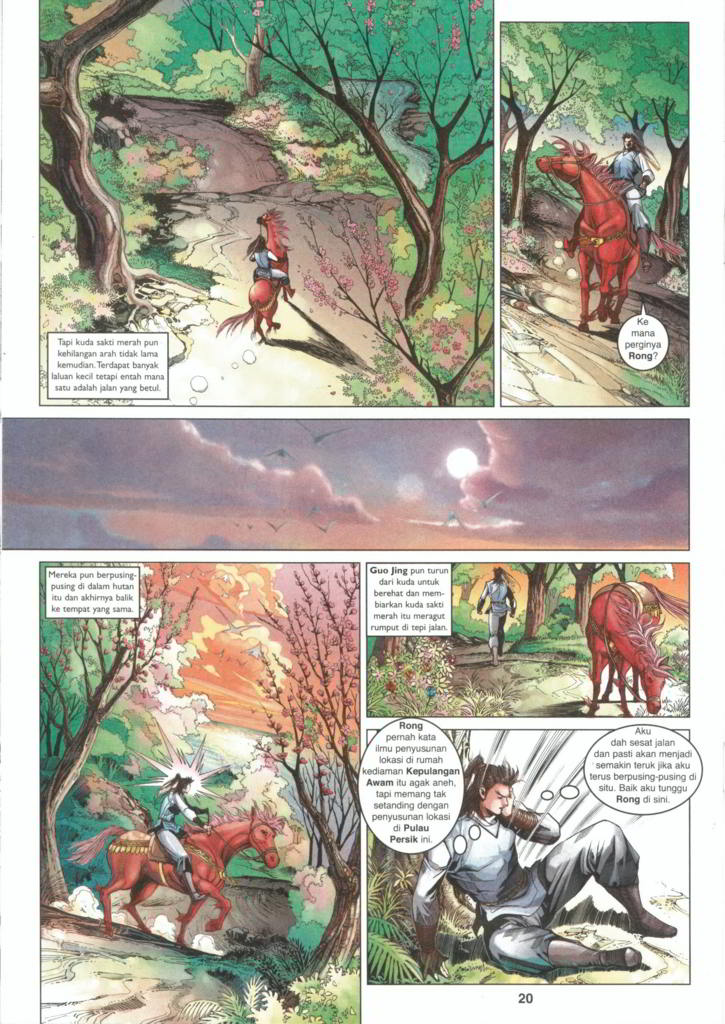 Tapi kuda sakti merah pun
kehilangan arah tidak lama
kemudian. Terdapat banyak
laluan kecil tetapi entah mana
satu adalah jalan yang betul.
Ke
mana
perginya
Rong?
Mereka pun berpusing-
pusing di dalam hutan
itu dan akhirnya balik
ke tempat yang sama.
Guo Jing pun turun
dari kuda untuk
berehat dan mem-
biarkan kuda sakti
merah itu meragut
rumput di tepi jalan.
Rong
pernah kata
ilmu penyusunan
lokasi di rumah
kediaman Kepulangan
Awam itu agak aneh,
tapi memang tak
setanding dengan
penyusunan lokasi
di Pulau
Persik ini.
Aku
dah sesat jalan
dan pasti akan menjadi
semakin teruk jika aku
terus berpusing-pusing di
situ. Baik aku tunggu
Rong di sini.
20